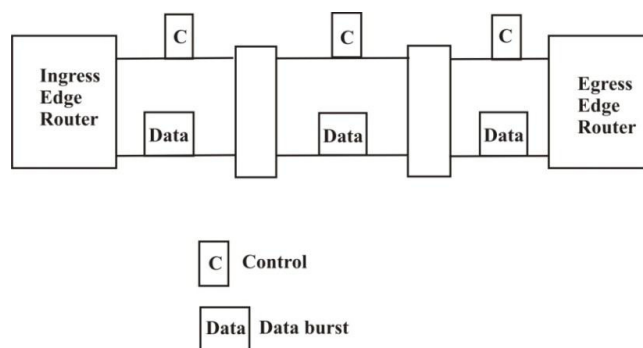 C
C
C
Ingress
Edge
Router
Egress
Edge
Router
Data
Data
Data
C Control
Data Data burst